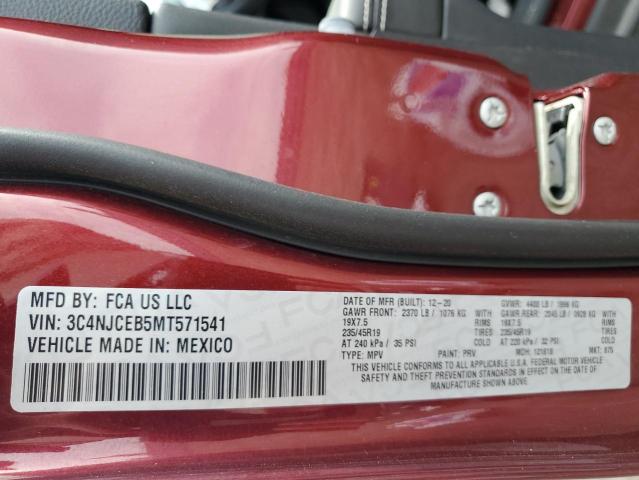 MFD BY: FCA US LLC
VIN: 3C4NJCEB5MT571541
VEHICLE MADE IN: MEXICO
DATE OF MFR (BUILT): 12-20 GVWR: 4400 LB / 1996 KG
GAWR FRONT: 2370 LB / 1076 KG GAWR REAR: 2045 LB / 0928 KG
19X7.5 19X7.5
235/45R19 235/45R19
TIRES TIRES
AT 240 kPa / 35 PSI COLD AT 220 kPa / 32 PSI COLD
TYPE: MPV PAINT: PRV MDH: 121818 MKT: 875
THIS VEHICLE CONFORMS TO ALL APPLICABLE U.S.A. FEDERAL MOTOR VEHICLE
SAFETY AND THEFT PREVENTION STANDARDS IN EFFECT ON THE DATE OF
MANUFACTURE SHOWN ABOVE.